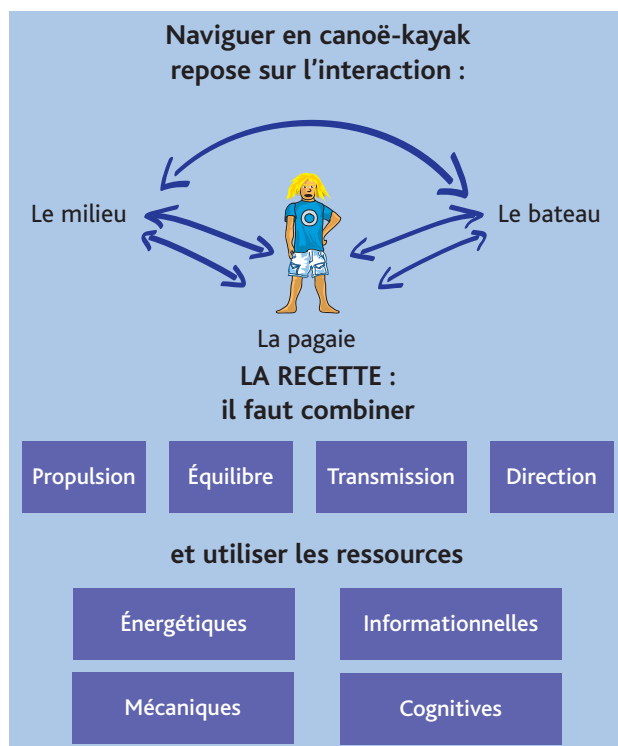 Naviguer en canoë-kayak
repose sur l'interaction :
Le milieu
Le bateau
La pagaie
LA RECETTE :
il faut combiner
Propulsion
Équilibre
Transmission
Direction
et utiliser les ressources
Énergétiques
Informationnelles
Mécaniques
Cognitives